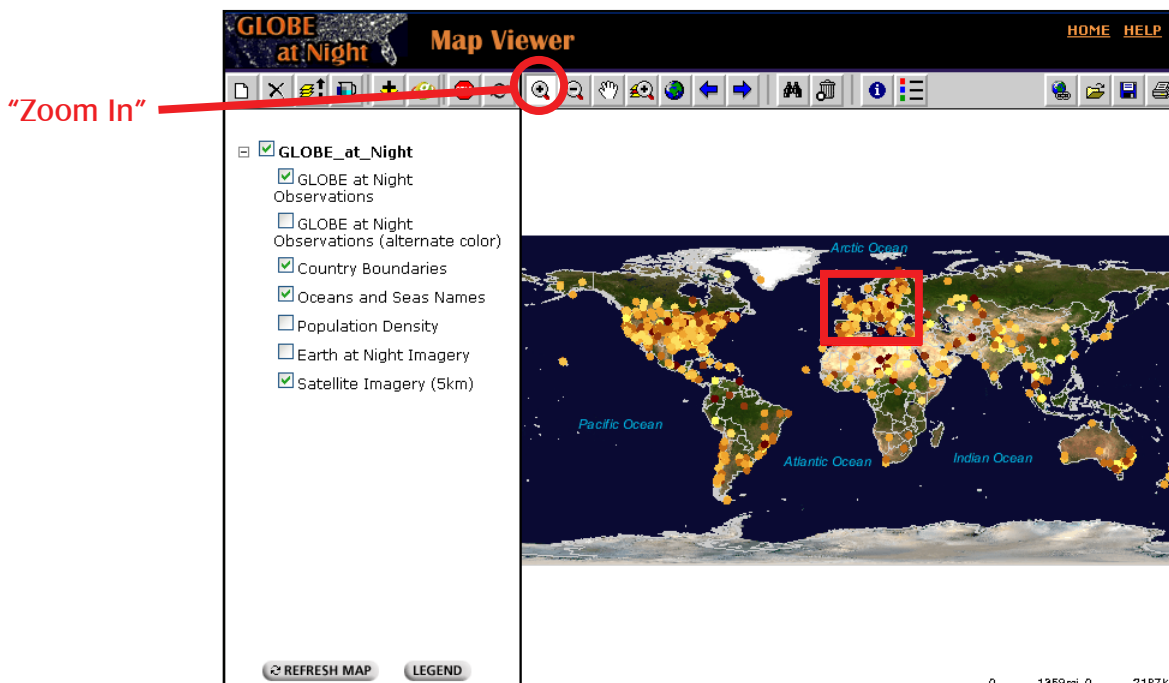 GLOBE
at Night
Map Viewer
HOME HELP
"Zoom In"
GLOBE_at_Night
GLOBE at Night
Observations
GLOBE at Night
Observations (alternate color)
Country Boundaries
Oceans and Seas Names
Population Density
Earth at Night Imagery
Satellite Imagery (5km)
Arctic Ocean
Pacific Ocean
Atlantic Ocean
Indian Ocean
REFRESH MAP
LEGEND